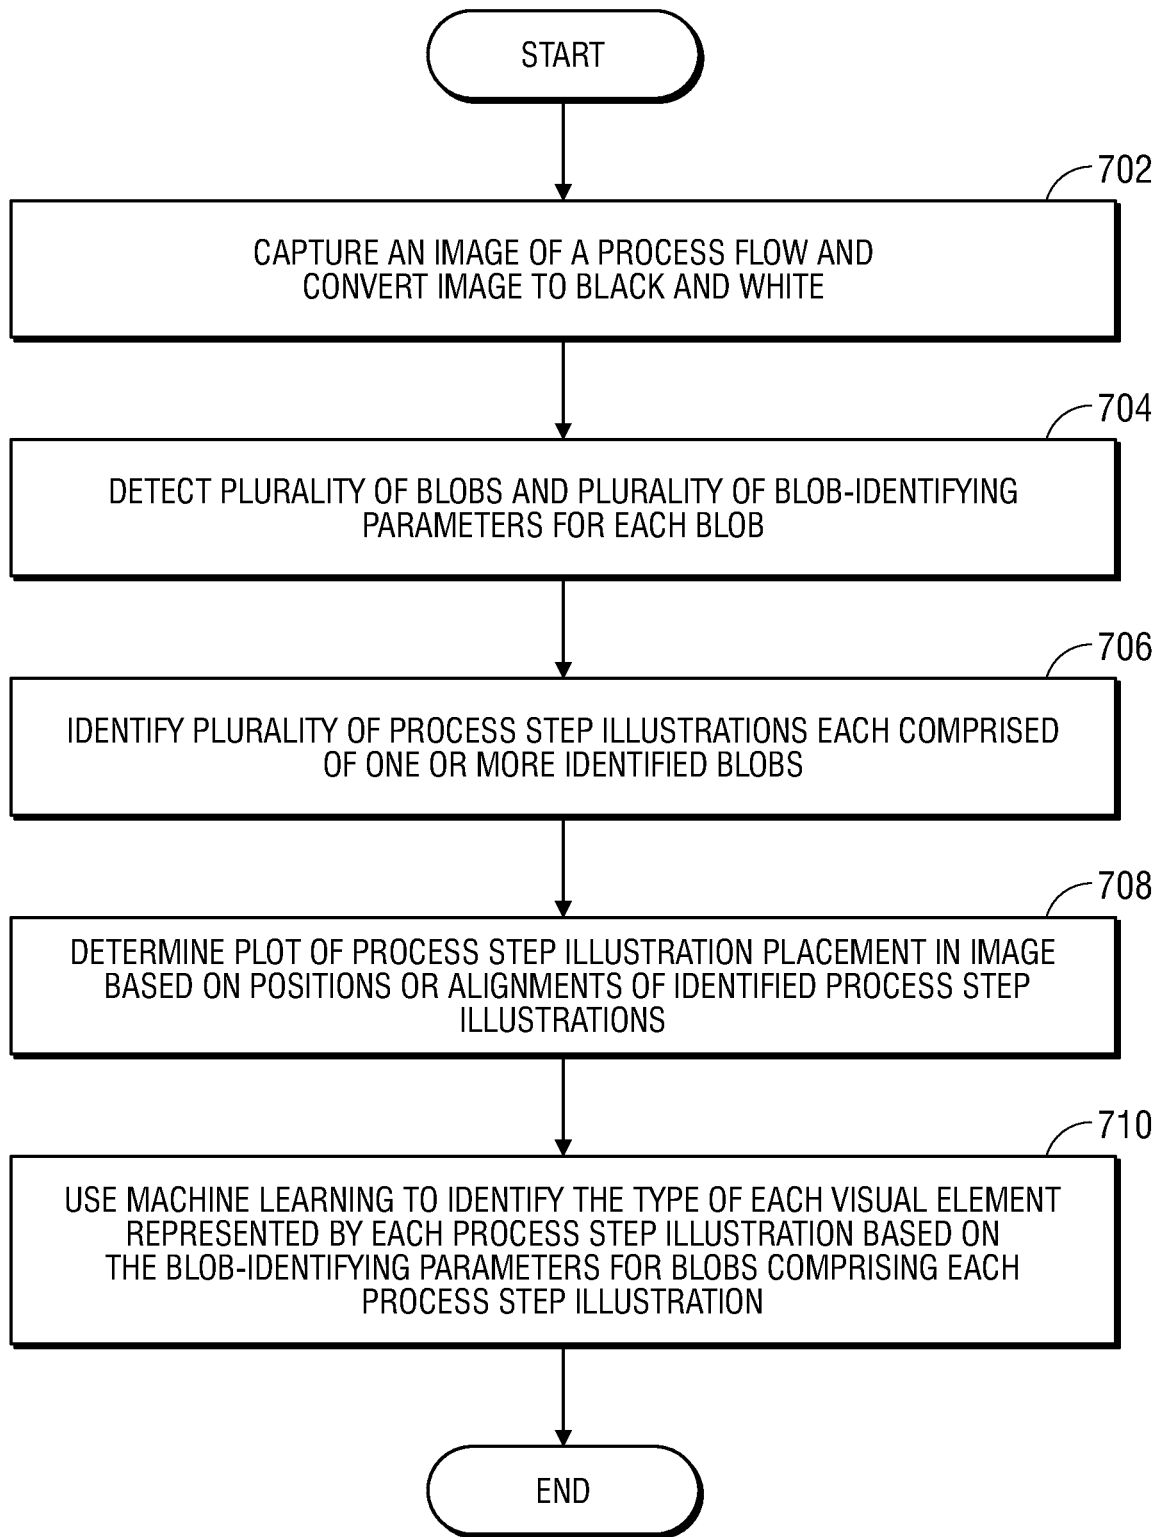 START
702
CAPTURE AN IMAGE OF A PROCESS FLOW AND
CONVERT IMAGE TO BLACK AND WHITE
704
DETECT PLURALITY OF BLOBS AND PLURALITY OF BLOB-IDENTIFYING
PARAMETERS FOR EACH BLOB
706
IDENTIFY PLURALITY OF PROCESS STEP ILLUSTRATIONS EACH COMPRISED
OF ONE OR MORE IDENTIFIED BLOBS
708
DETERMINE PLOT OF PROCESS STEP ILLUSTRATION PLACEMENT IN IMAGE
BASED ON POSITIONS OR ALIGNMENTS OF IDENTIFIED PROCESS STEP
ILLUSTRATIONS
710
USE MACHINE LEARNING TO IDENTIFY THE TYPE OF EACH VISUAL ELEMENT
REPRESENTED BY EACH PROCESS STEP ILLUSTRATION BASED ON
THE BLOB-IDENTIFYING PARAMETERS FOR BLOBS COMPRISING EACH
PROCESS STEP ILLUSTRATION
END